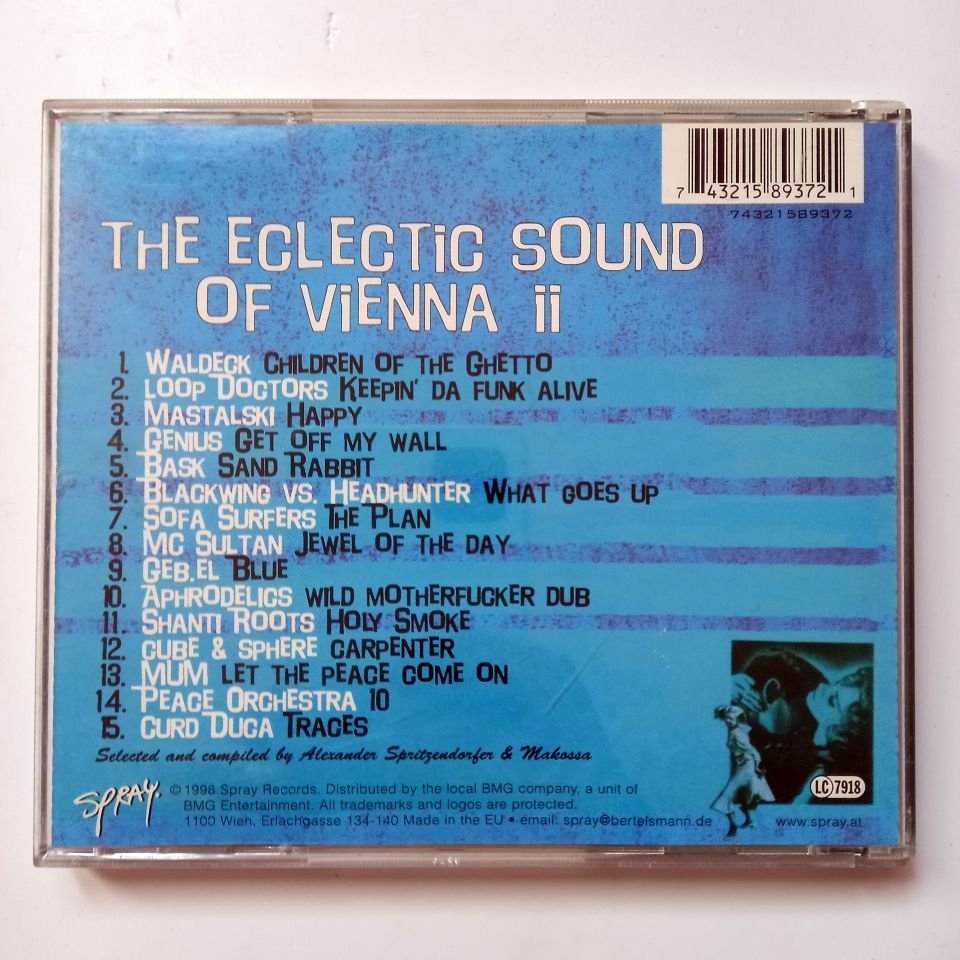 7 43215 89372 1
74321589372
THE ECLECTIC SOUND
OF VIENNA II
1. WALDECK CHILDREN OF THE GHETTO
2. LOOP DOCTORS KEEPIN' DA FUNK ALIVE
3. MASTALSKI HAPPY
4. GENIUS GET OFF MY WALL
5. BASK SAND RABBIT
6. BLACKWING VS. HEADHUNTER WHAT GOES UP
7. SOFA SURFERS THE PLAN
8. MC SULTAN JEWEL OF THE DAY
9. GEB.EL BLUE
10. APHRODELICS WILD MOTHERFUCKER DUB
11. SHANTI ROOTS HOLY SMOKE
12. CUBE & SPHERE CARPENTER
13. MUM LET THE PEACE COME ON
14. PEACE ORCHESTRA 10
15. CURD DUCA TRACES
Selected and compiled by Alexander Spritzendorfer & Makossa
SPRAY.
© 1998 Spray Records. Distributed by the local BMG company, a unit of
BMG Entertainment. All trademarks and logos are protected.
1100 Wien, Erlachgasse 134-140 Made in the EU • email: spray@bertelsmann.de
LC 7918
www.spray.at